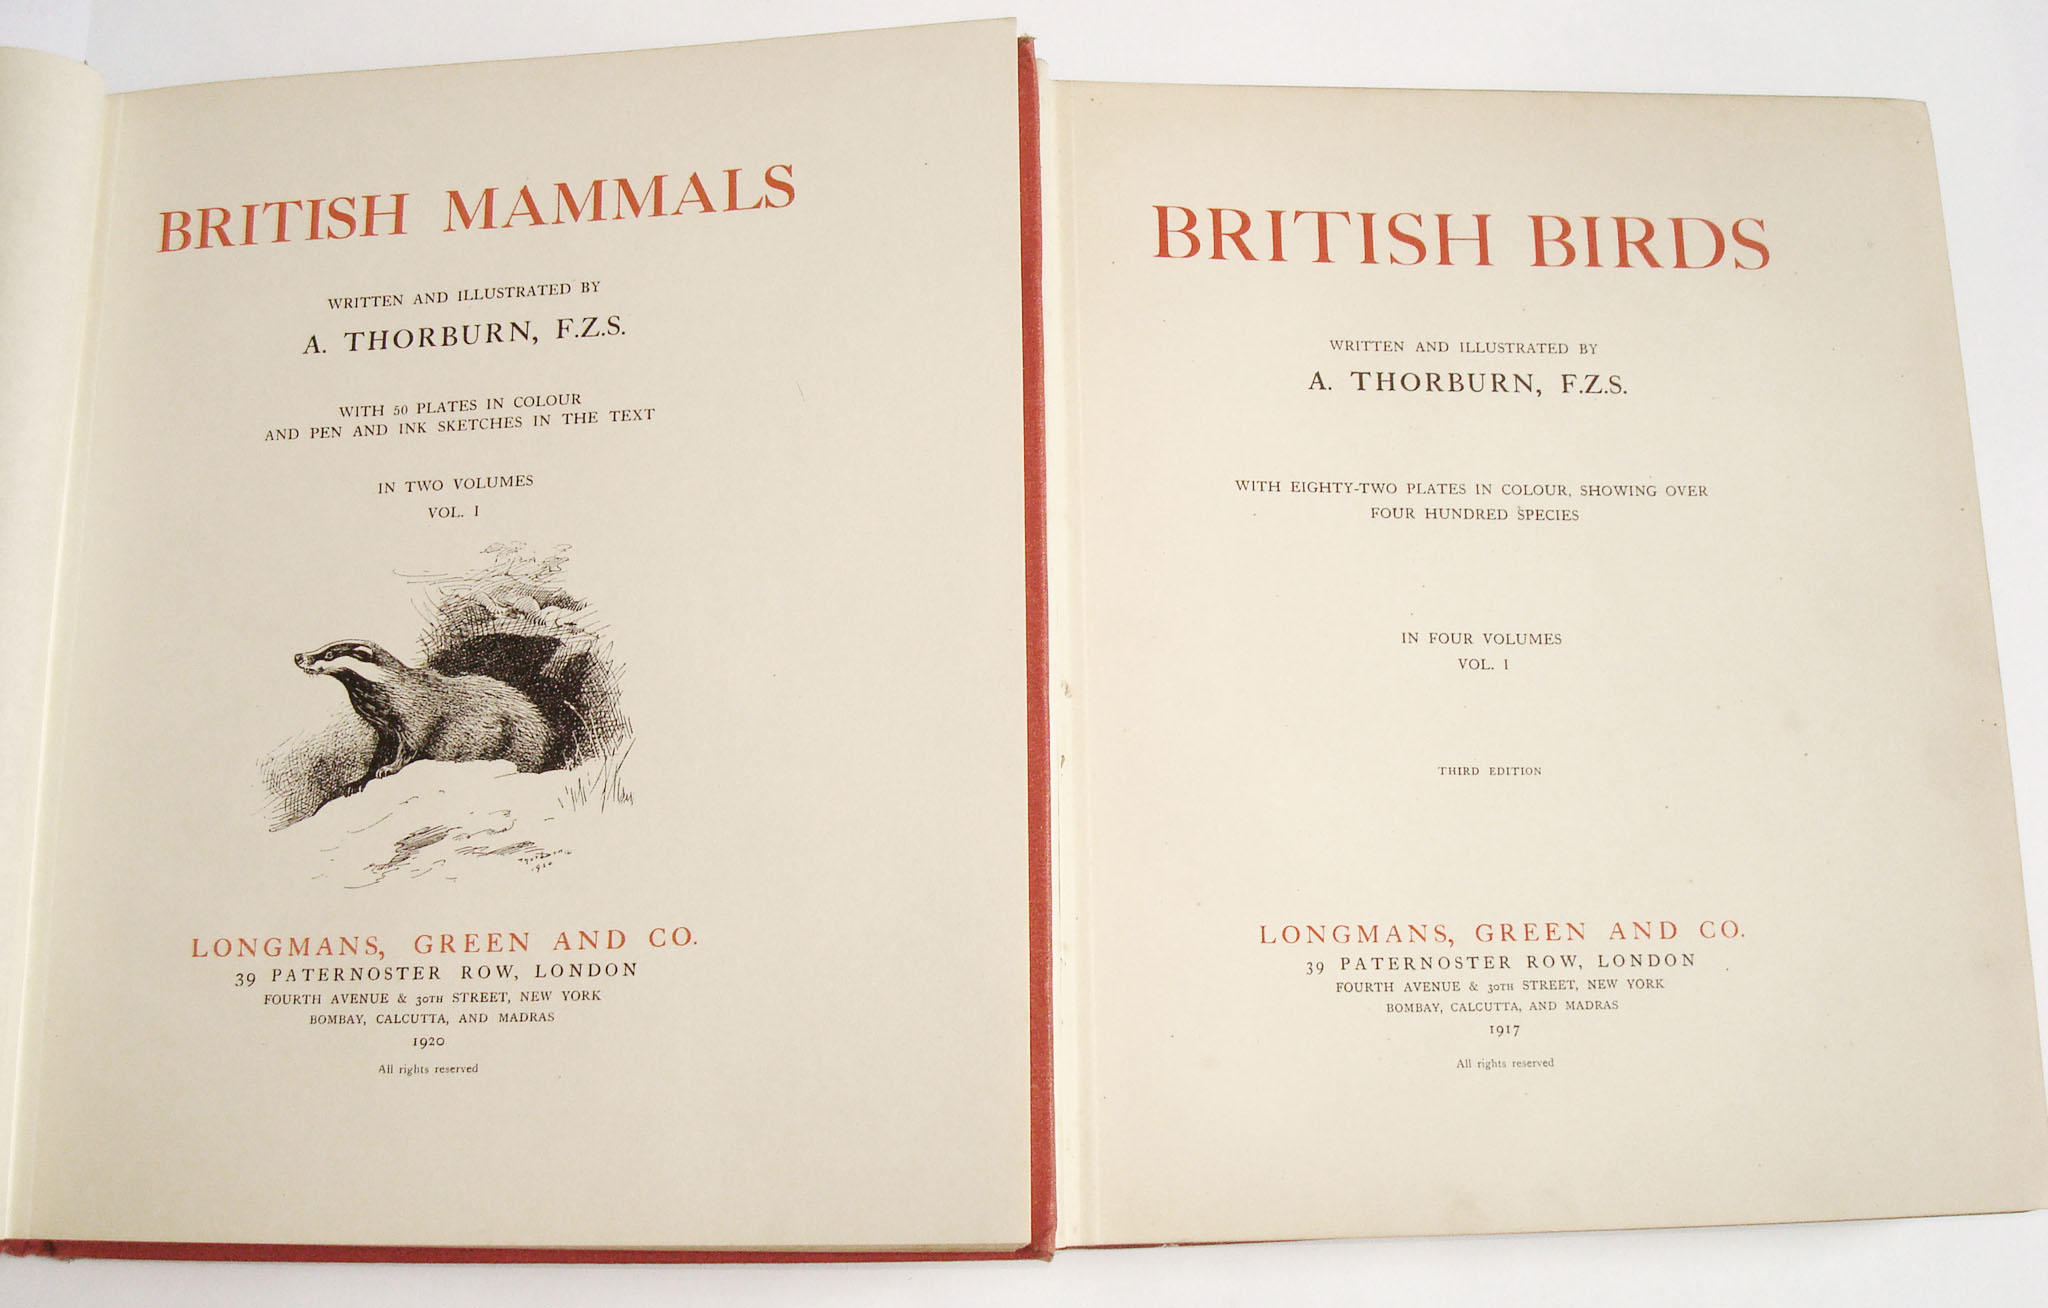 BRITISH MAMMALS
WRITTEN AND ILLUSTRATED BY
A. THORBURN, F.Z.S.
WITH 50 PLATES IN COLOUR
AND PEN AND INK SKETCHES IN THE TEXT
IN TWO VOLUMES
VOL. I
1920
LONGMANS, GREEN AND CO.
39 PATERNOSTER ROW, LONDON
FOURTH AVENUE & 30TH STREET, NEW YORK
BOMBAY, CALCUTTA, AND MADRAS
1920
All rights reserved
BRITISH BIRDS
WRITTEN AND ILLUSTRATED BY
A. THORBURN, F.Z.S.
WITH EIGHTY-TWO PLATES IN COLOUR, SHOWING OVER
FOUR HUNDRED SPECIES
IN FOUR VOLUMES
VOL. I
THIRD EDITION
LONGMANS, GREEN AND CO.
39 PATERNOSTER ROW, LONDON
FOURTH AVENUE & 30TH STREET, NEW YORK
BOMBAY, CALCUTTA, AND MADRAS
1917
All rights reserved